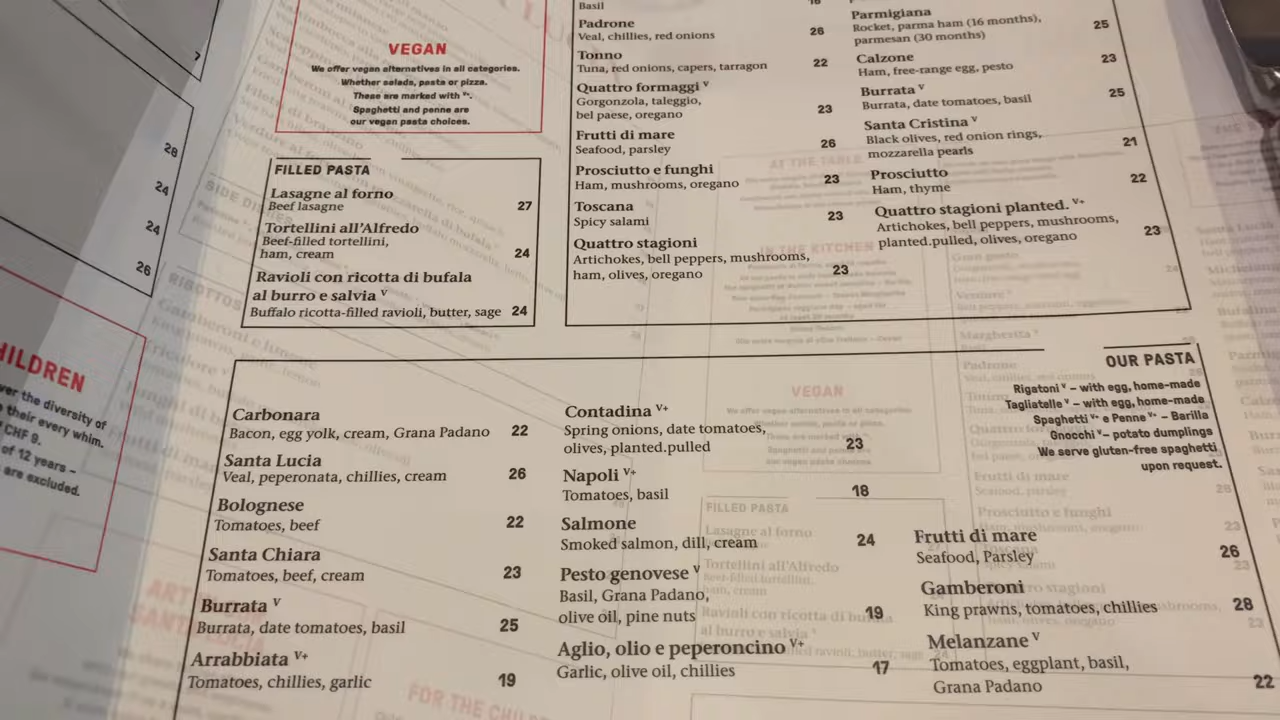 7
28
24
24
26
HILDREN
ver the diversity of
their every whim.
CHF 9.
of 12 years –
are excluded.
VEGAN
We offer vegan alternatives in all categories.
Whether salads, pasta or pizza.
These are marked with V+.
Spaghetti and penne are
our vegan pasta choices.
FILLED PASTA
Lasagne al forno
Beef lasagne 27
Tortellini all'Alfredo
Beef-filled tortellini,
ham, cream 24
Ravioli con ricotta di bufala
al burro e salvia V
Buffalo ricotta-filled ravioli, butter, sage 24
Basil
Padrone
Veal, chillies, red onions 26
Tonno
Tuna, red onions, capers, tarragon 22
Quattro formaggi V
Gorgonzola, taleggio,
bel paese, oregano 23
Frutti di mare
Seafood, parsley 26
Prosciutto e funghi
Ham, mushrooms, oregano 23
Toscana
Spicy salami 23
Quattro stagioni
Artichokes, bell peppers, mushrooms,
ham, olives, oregano 23
Parmigiana
Rocket, parma ham (16 months),
parmesan (30 months) 25
Calzone
Ham, free-range egg, pesto 23
Burrata V
Burrata, date tomatoes, basil 25
Santa Cristina V
Black olives, red onion rings,
mozzarella pearls 21
Prosciutto
Ham, thyme 22
Quattro stagioni planted. V+
Artichokes, bell peppers, mushrooms,
planted.pulled, olives, oregano 23
OUR PASTA
Rigatoni V – with egg, home-made
Tagliatelle V – with egg, home-made
Spaghetti V+ e Penne V+ – Barilla
Gnocchi V – potato dumplings
We serve gluten-free spaghetti
upon request.
Carbonara
Bacon, egg yolk, cream, Grana Padano 22
Santa Lucia
Veal, peperonata, chillies, cream 26
Bolognese
Tomatoes, beef 22
Santa Chiara
Tomatoes, beef, cream 23
Burrata V
Burrata, date tomatoes, basil 25
Arrabbiata V+
Tomatoes, chillies, garlic 19
Contadina V+
Spring onions, date tomatoes,
olives, planted.pulled 23
Napoli V+
Tomatoes, basil 18
Salmone
Smoked salmon, dill, cream 24
Pesto genovese V
Basil, Grana Padano,
olive oil, pine nuts 19
Aglio, olio e peperoncino V+
Garlic, olive oil, chillies 17
Frutti di mare
Seafood, Parsley 26
Gamberoni
King prawns, tomatoes, chillies 28
Melanzane V
Tomatoes, eggplant, basil,
Grana Padano 22